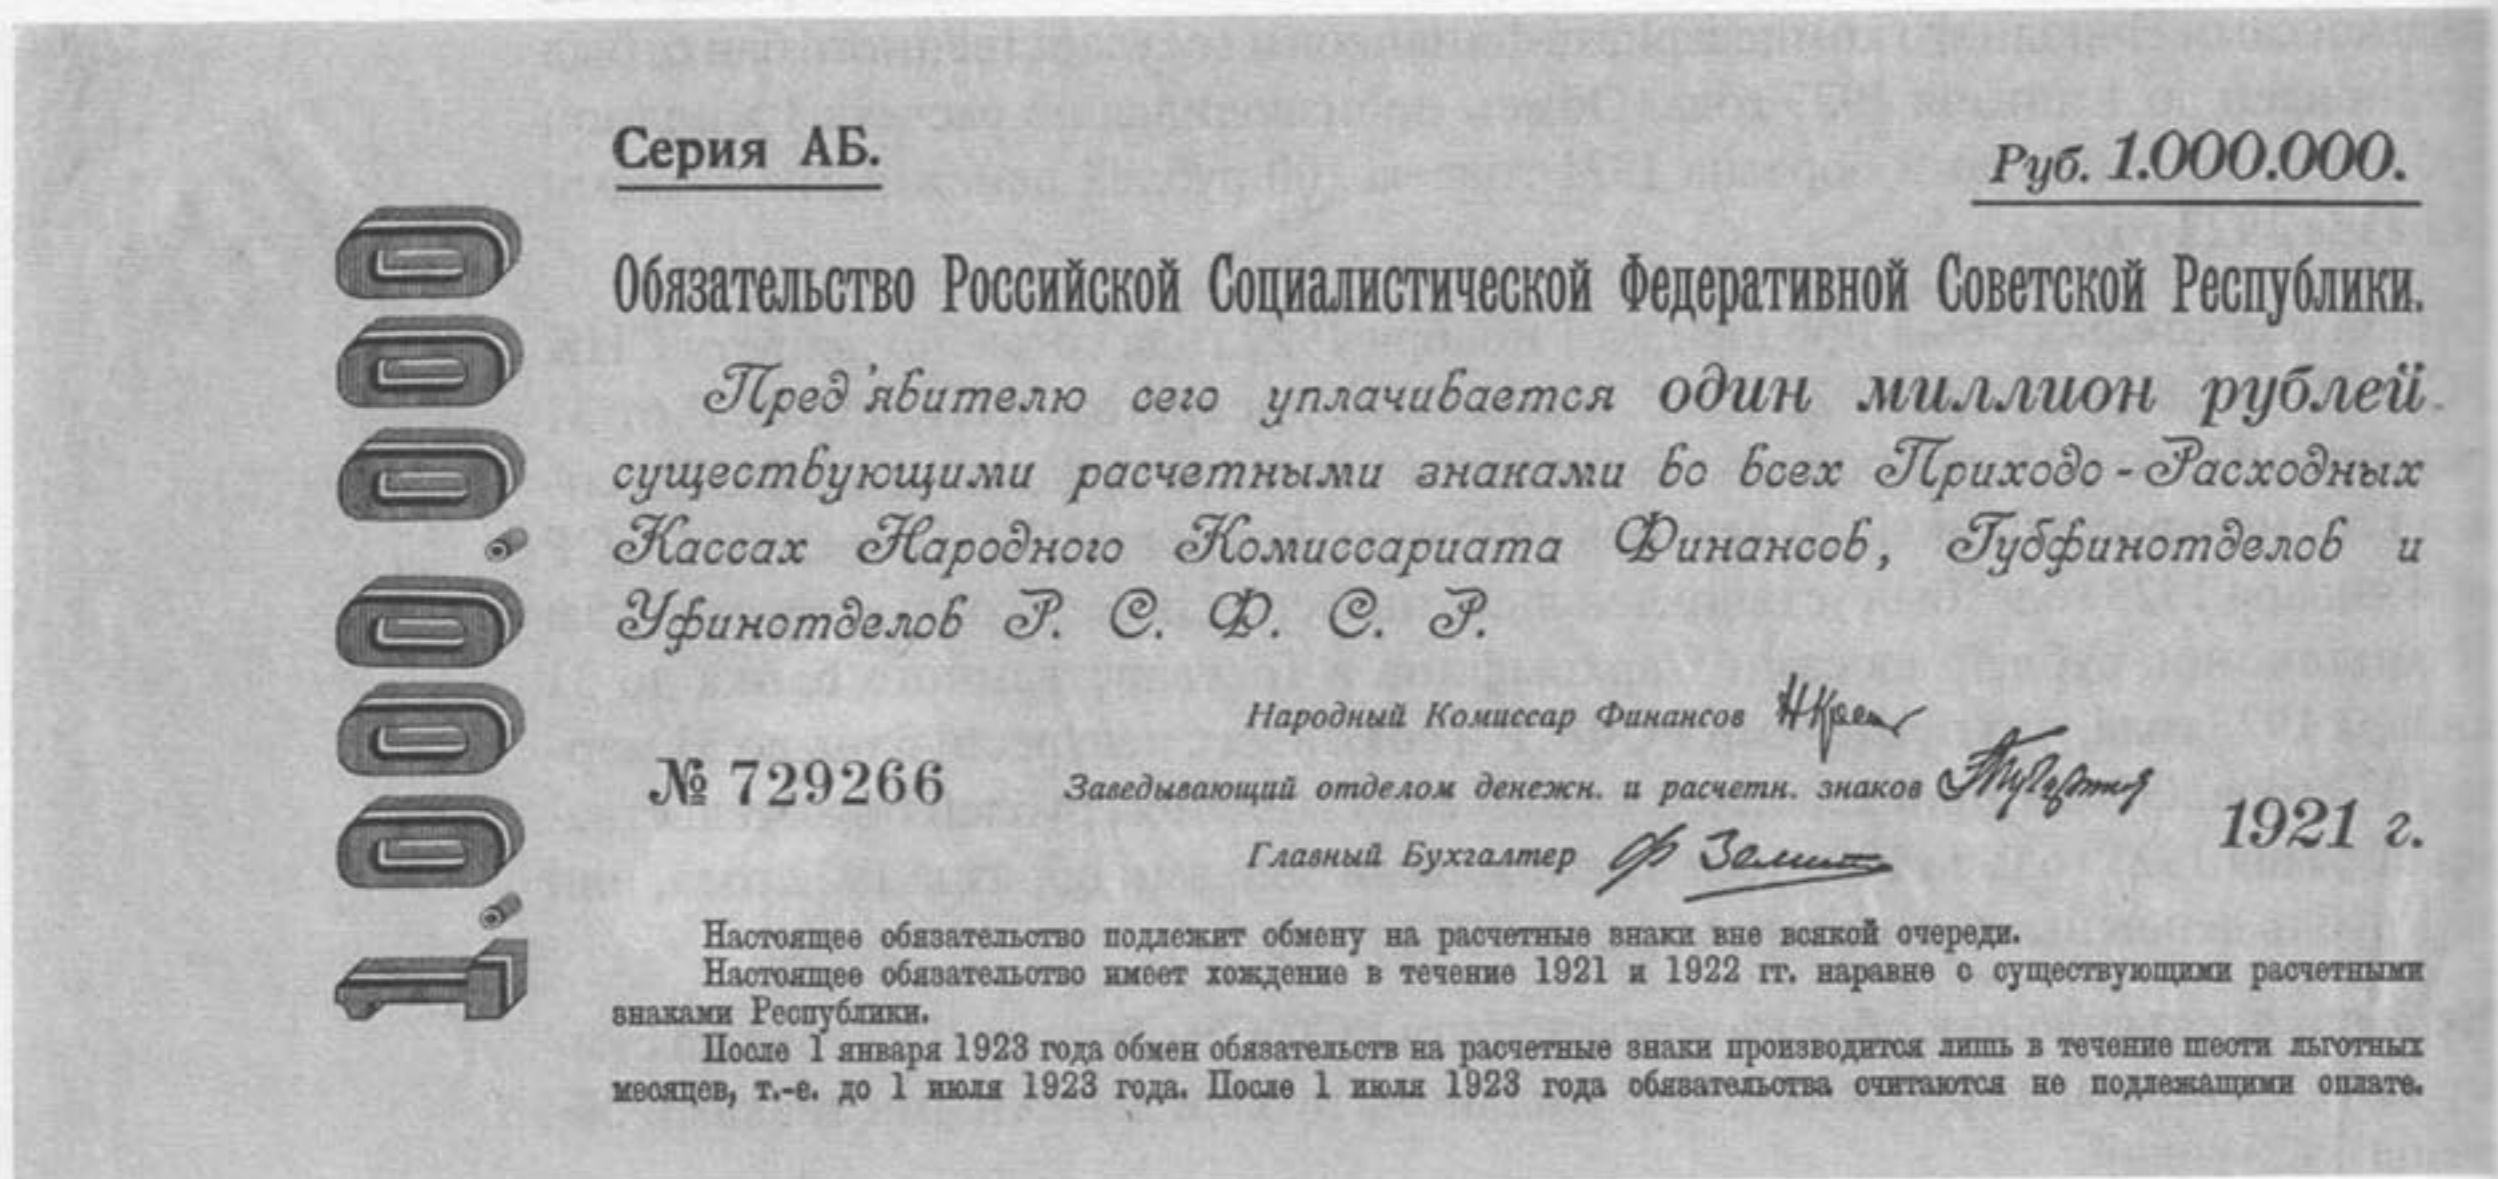 Серия АБ.
Руб. 1.000.000.
1.000.000
Обязательство Российской Социалистической Федеративной Советской Республики.
Пред'явителю сего уплачивается один миллион рублей
существующими расчетными знаками во всех Приходо-Расходных
Кассах Народного Комиссариата Финансов, Губфинотделов и
Уфинотделов Р. С. Ф. С. Р.
Народный Комиссар Финансов
№ 729266
Заведывающий отделом денежн. и расчетн. знаков
1921 г.
Главный Бухгалтер
Настоящее обязательство подлежит обмену на расчетные знаки вне всякой очереди.
Настоящее обязательство имеет хождение в течение 1921 и 1922 гг. наравне с существующими расчетными
знаками Республики.
После 1 января 1923 года обмен обязательств на расчетные знаки производится лишь в течение шести льготных
месяцев, т.-е. до 1 июля 1923 года. После 1 июля 1923 года обязательства считаются не подлежащими оплате.